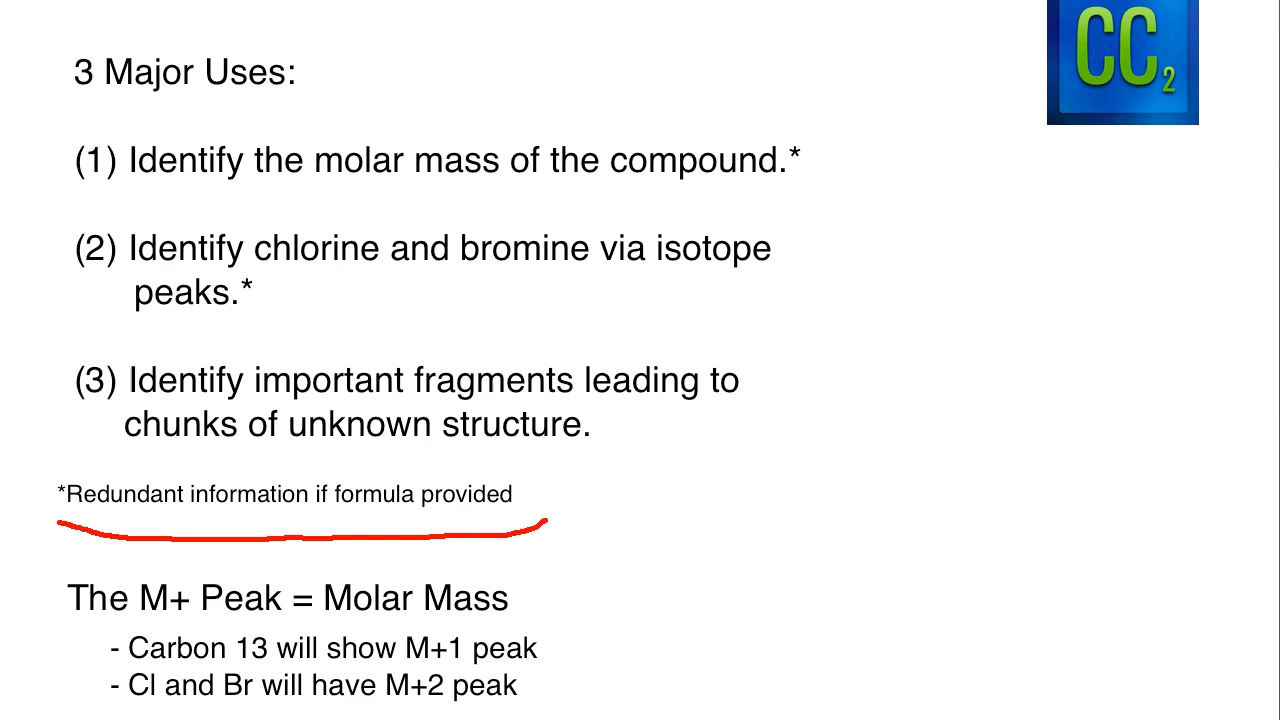 CC2
3 Major Uses:
(1) Identify the molar mass of the compound.*
(2) Identify chlorine and bromine via isotope
peaks.*
(3) Identify important fragments leading to
chunks of unknown structure.
*Redundant information if formula provided
The M+ Peak = Molar Mass
- Carbon 13 will show M+1 peak
- Cl and Br will have M+2 peak